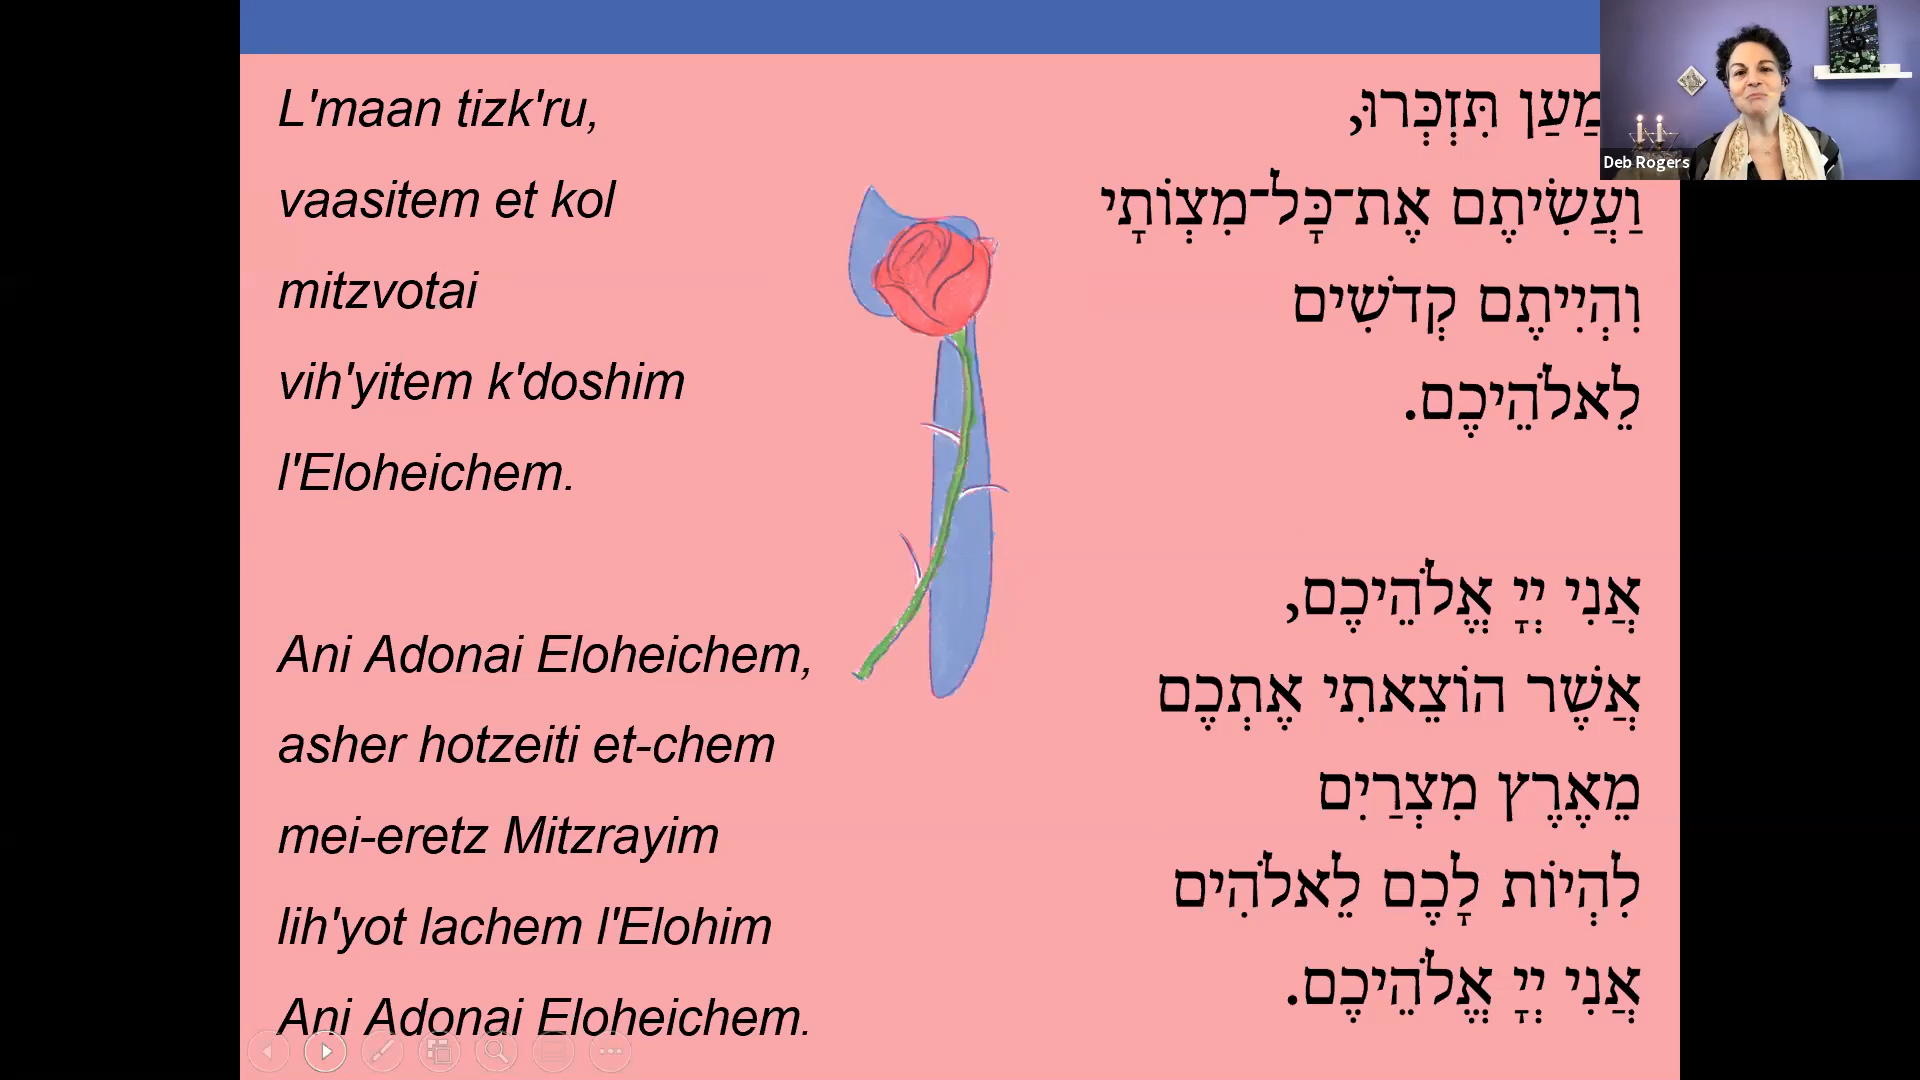 L'maan tizk'ru,
vaasitem et kol
mitzvotai
vih'yitem k'doshim
l'Eloheichem.
Ani Adonai Eloheichem,
asher hotzeiti et-chem
mei-eretz Mitzrayim
lih'yot lachem l'Elohim
Ani Adonai Eloheichem.
תִּזְכְּרוּ,
וַעֲשִׂיתֶם אֶת־כָּל־מִצְוֹתָי
וִהְיִיתֶם קְדֹשִׁים
לֵאלֹהֵיכֶם.
אֲנִי יְיָ אֱלֹהֵיכֶם,
אֲשֶׁר הוֹצֵאתִי אֶתְכֶם
מֵאֶרֶץ מִצְרַיִם
לִהְיוֹת לָכֶם לֵאלֹהִים
אֲנִי יְיָ אֱלֹהֵיכֶם.
Deb Rogers